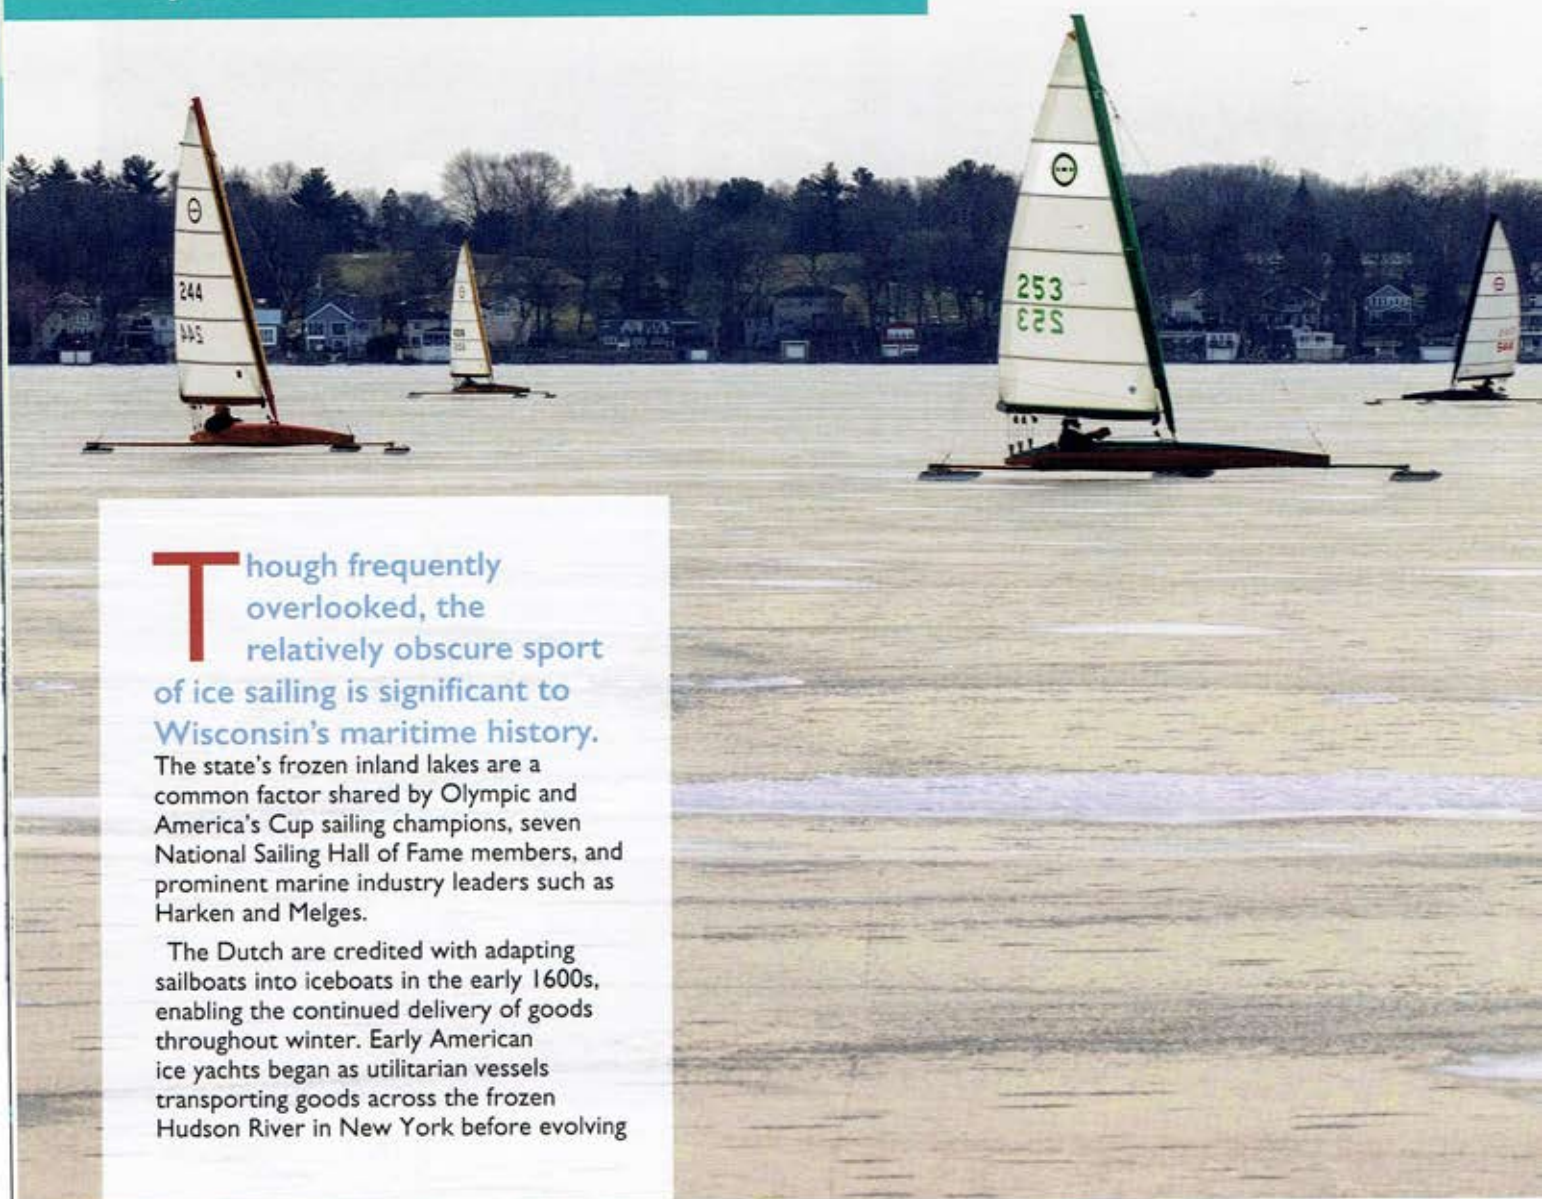 244
244
253
253
Though frequently
overlooked, the
relatively obscure sport
of ice sailing is significant to
Wisconsin's maritime history.
The state's frozen inland lakes are a
common factor shared by Olympic and
America's Cup sailing champions, seven
National Sailing Hall of Fame members, and
prominent marine industry leaders such as
Harken and Melges.
The Dutch are credited with adapting
sailboats into iceboats in the early 1600s,
enabling the continued delivery of goods
throughout winter. Early American
ice yachts began as utilitarian vessels
transporting goods across the frozen
Hudson River in New York before evolving